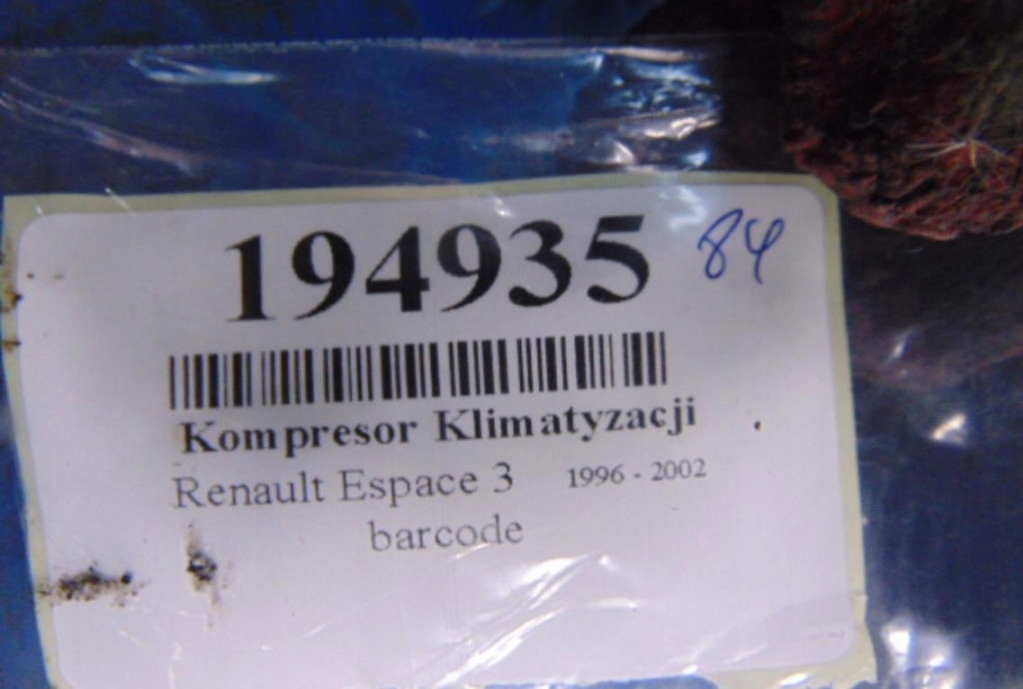 194935 84
Kompresor Klimatyzacji
Renault Espace 3 1996 - 2002
barcode